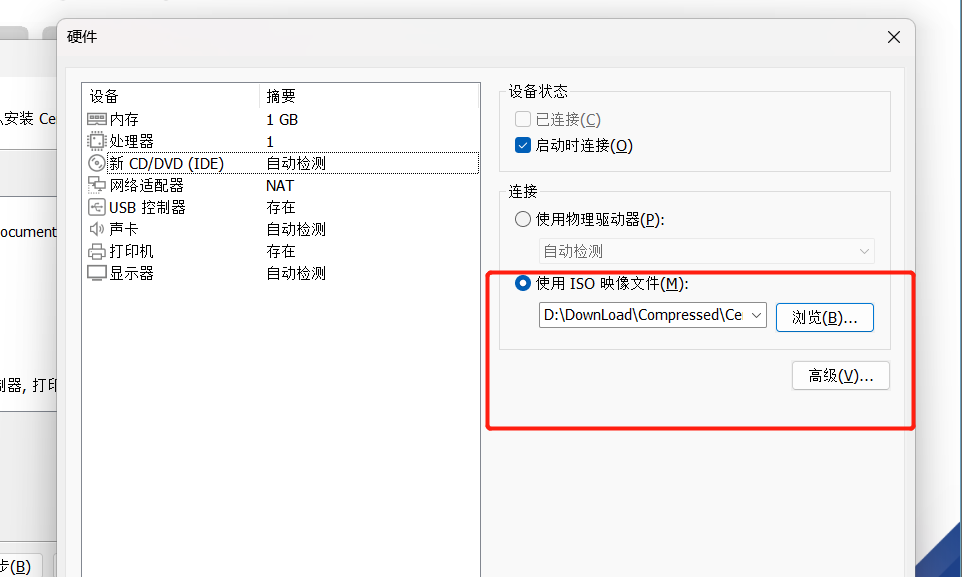 硬件
设备 摘要
内存 1 GB
处理器 1
新 CD/DVD (IDE) 自动检测
网络适配器 NAT
USB 控制器 存在
声卡 自动检测
打印机 存在
显示器 自动检测
设备状态
已连接(C)
启动时连接(O)
连接
使用物理驱动器(P):
自动检测
使用 ISO 映像文件(M):
D:\DownLoad\Compressed\Ce
浏览(B)...
高级(V)...
安装 Ce
ocument
制器, 打印
步(B)